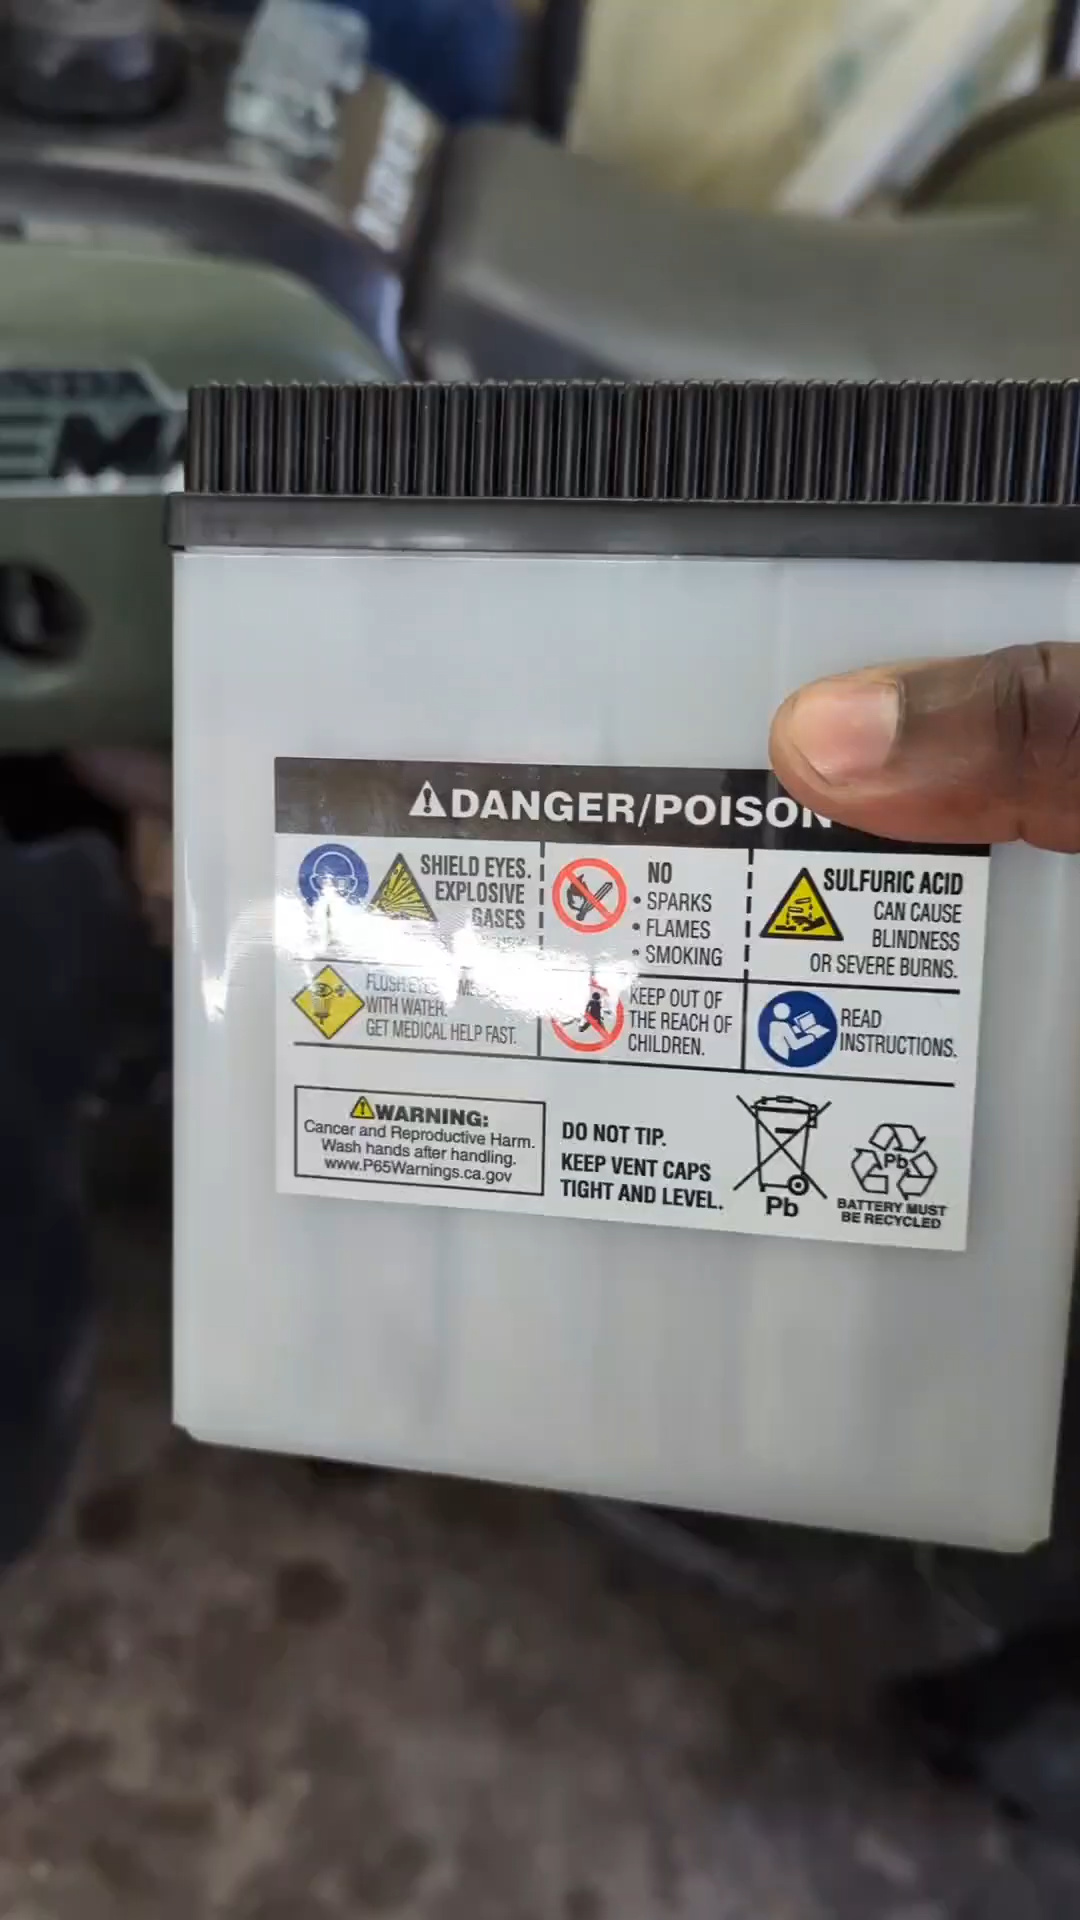 EM
DANGER/POISON
SHIELD EYES.
EXPLOSIVE
GASES
NO
• SPARKS
• FLAMES
• SMOKING
SULFURIC ACID
CAN CAUSE
BLINDNESS
OR SEVERE BURNS.
FLUSH EYES
WITH WATER.
GET MEDICAL HELP FAST.
KEEP OUT OF
THE REACH OF
CHILDREN.
READ
INSTRUCTIONS.
WARNING:
Cancer and Reproductive Harm.
Wash hands after handling.
www.P65Warnings.ca.gov
DO NOT TIP.
KEEP VENT CAPS
TIGHT AND LEVEL.
Pb
Pb
BATTERY MUST
BE RECYCLED